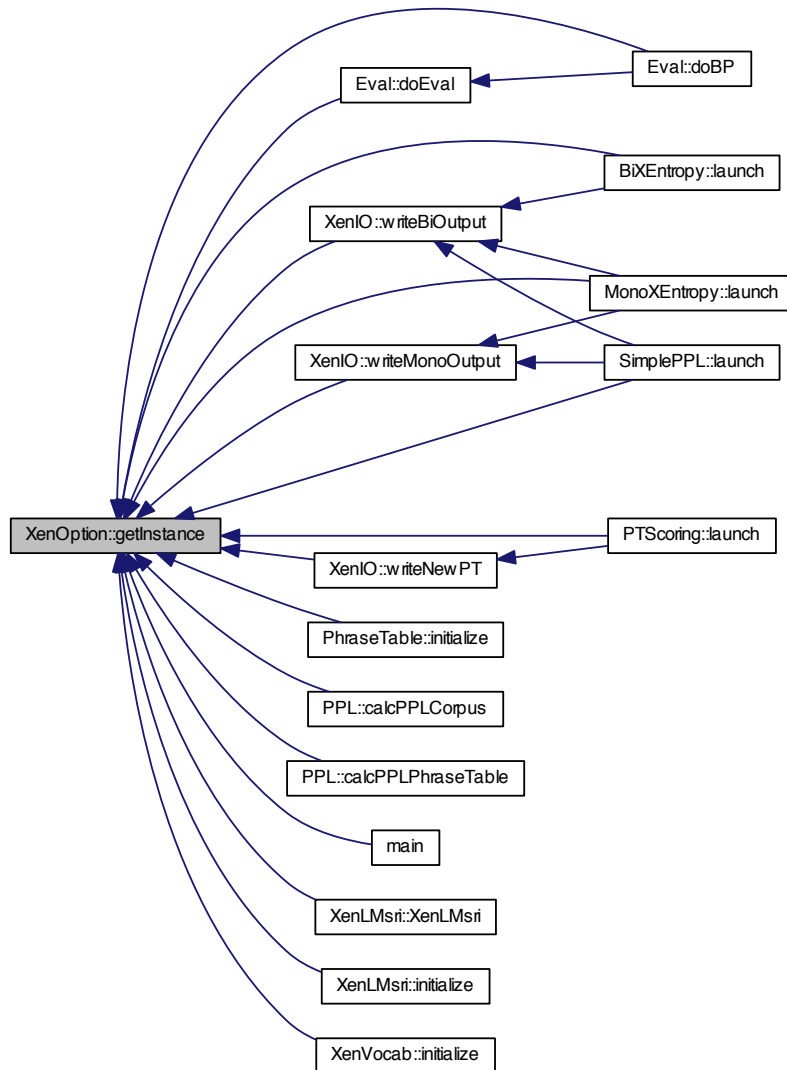 Eval::doBP
Eval::doEval
BiXEntropy::launch
XenIO::writeBiOutput
MonoXEntropy::launch
XenIO::writeMonoOutput
SimplePPL::launch
XenOption::getInstance
PTScoring::launch
XenIO::writeNewPT
PhraseTable::initialize
PPL::calcPPLCorpus
PPL::calcPPLPhraseTable
main
XenLMsri::XenLMsri
XenLMsri::initialize
XenVocab::initialize